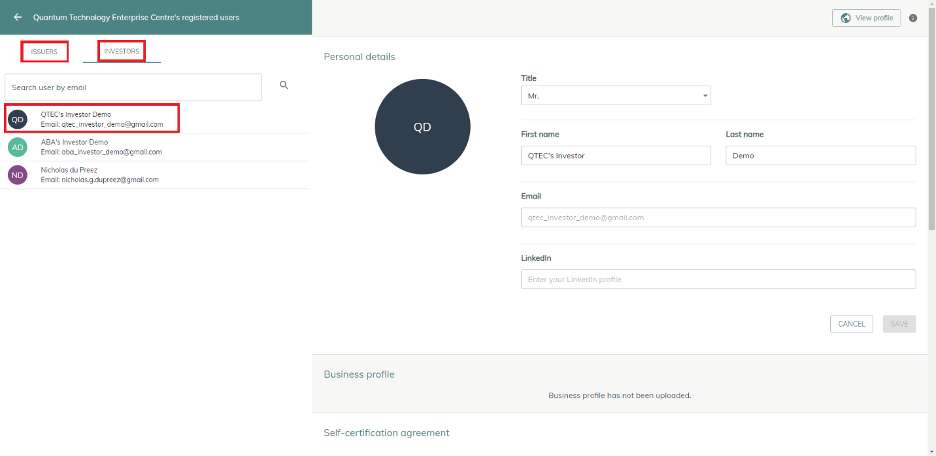 Quantum Technology Enterprise Centre's registered users
ISSUERS
INVESTORS
Search user by email
QD
QTEC's Investor Demo
Email: qtec_investor_demo@gmail.com
AD
ABA's Investor Demo
Email: aba_investor_demo@gmail.com
ND
Nicholas du Preez
Email: nicholas.g.dupreez@gmail.com
View profile
Personal details
QD
Title
Mr.
First name
Last name
QTEC's Investor
Demo
Email
qtec_investor_demo@gmail.com
LinkedIn
Enter your LinkedIn profile
CANCEL
SAVE
Business profile
Business profile has not been uploaded.
Self-certification agreement